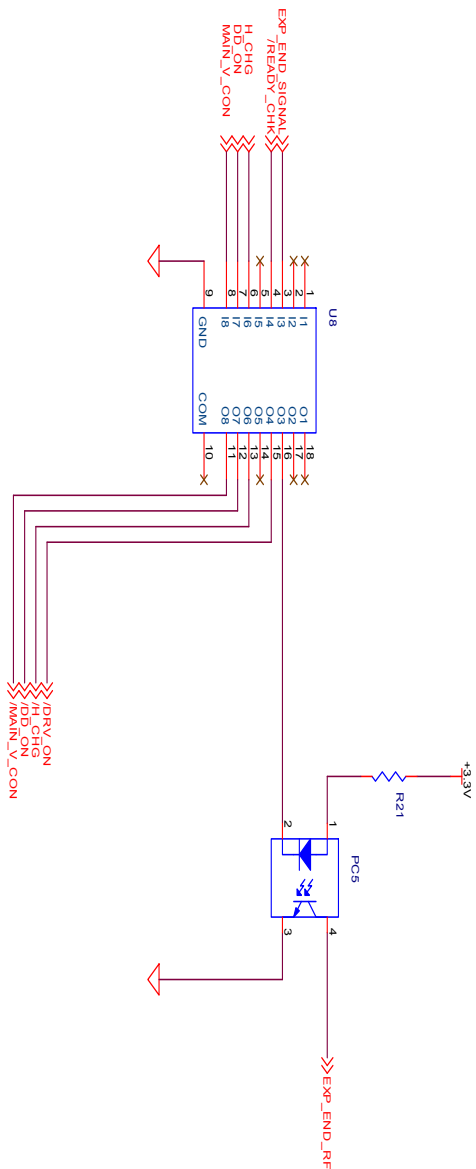 EXP_END_SIGNAL
/READY_CHK
H_CHG
DD_ON
MAIN_V_CON
U8
1 I1 O1 18
2 I2 O2 17
3 I3 O3 16
4 I4 O4 15
5 I5 O5 14
6 I6 O6 13
7 I7 O7 12
8 I8 O8 11
9 GND COM 10
/DRV_ON
/H_CHG
/DD_ON
/MAIN_V_CON
+3.3V
R21
PC5
1 4
2 3
EXP_END_RF